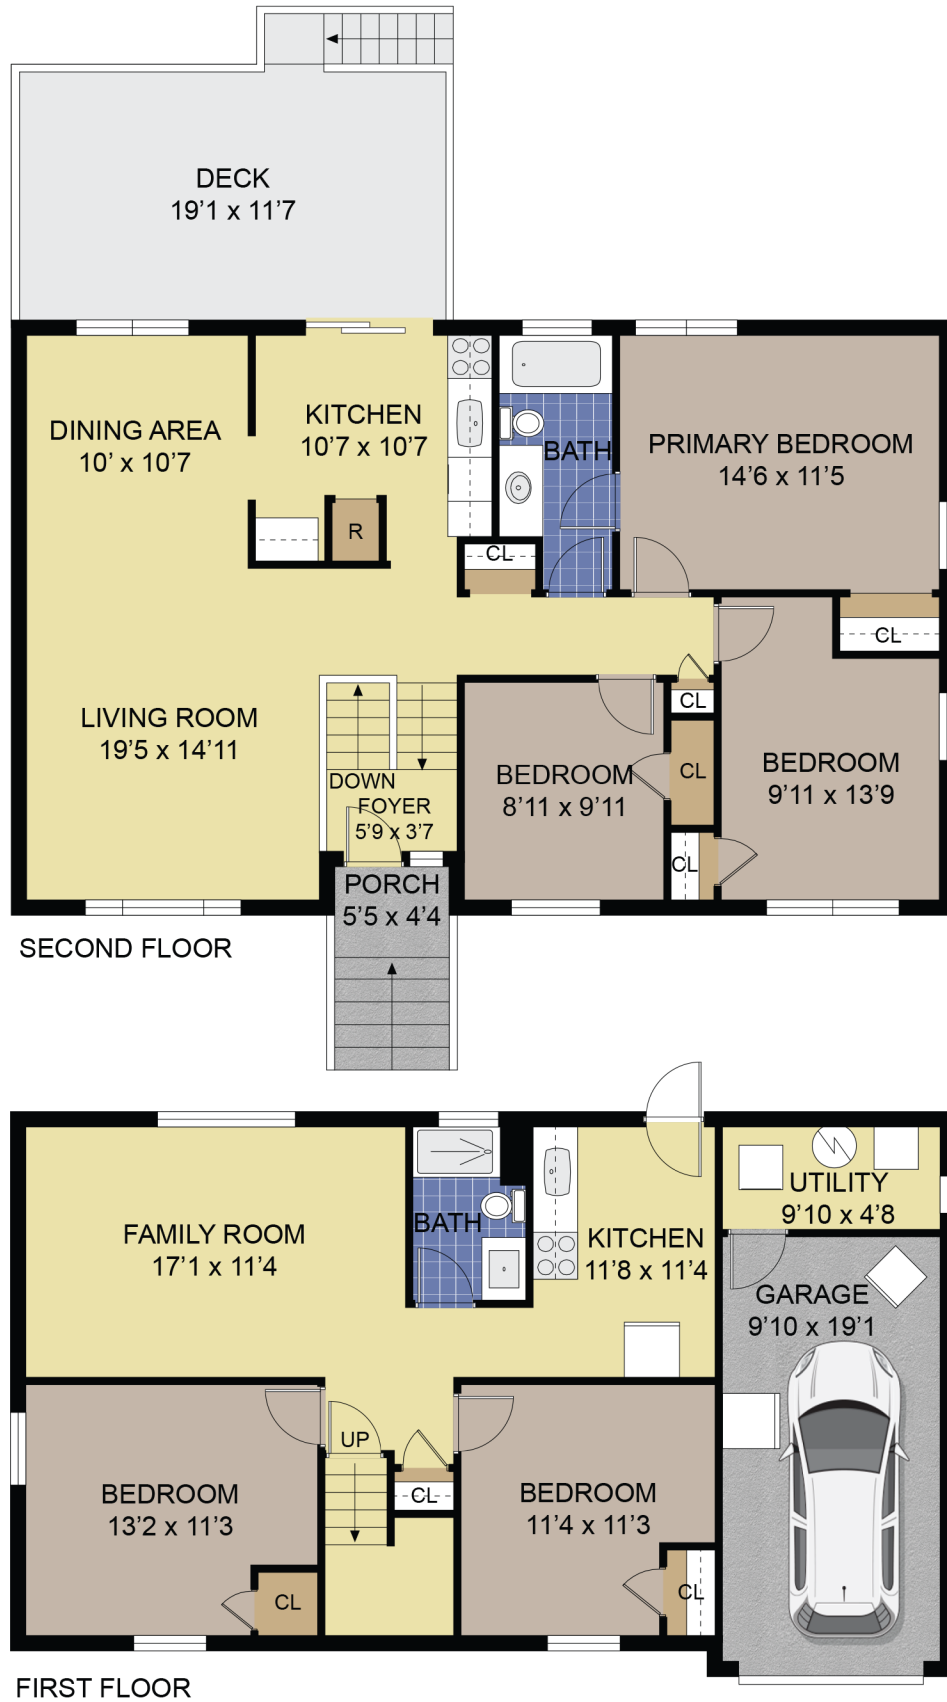 DECK
19'1 x 11'7
DINING AREA
10' x 10'7
KITCHEN
10'7 x 10'7
R
BATH
PRIMARY BEDROOM
14'6 x 11'5
CL
CL
CL
LIVING ROOM
19'5 x 14'11
DOWN
FOYER
5'9 x 3'7
BEDROOM
8'11 x 9'11
CL
BEDROOM
9'11 x 13'9
CL
PORCH
5'5 x 4'4
SECOND FLOOR
FAMILY ROOM
17'1 x 11'4
BATH
KITCHEN
11'8 x 11'4
UTILITY
9'10 x 4'8
GARAGE
9'10 x 19'1
UP
BEDROOM
13'2 x 11'3
CL
CL
BEDROOM
11'4 x 11'3
CL
FIRST FLOOR